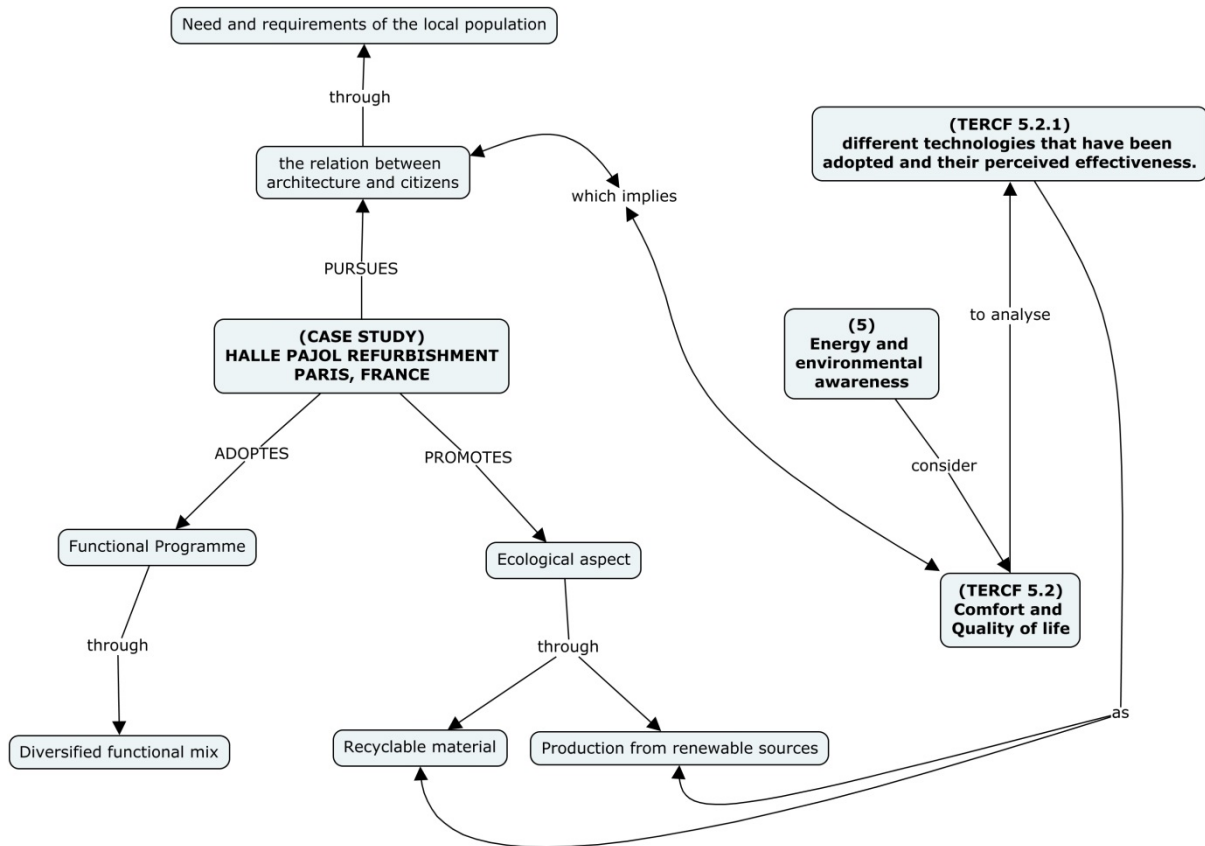 Need and requirements of the local population
through
the relation between
architecture and citizens
which implies
PURSUES
(CASE STUDY)
HALLE PAJOL REFURBISHMENT
PARIS, FRANCE
ADOPTES
PROMOTES
Functional Programme
Ecological aspect
through
through
Diversified functional mix
Recyclable material
Production from renewable sources
(TERCF 5.2.1)
different technologies that have been
adopted and their perceived effectiveness.
to analyse
(5)
Energy and
environmental
awareness
consider
(TERCF 5.2)
Comfort and
Quality of life
as